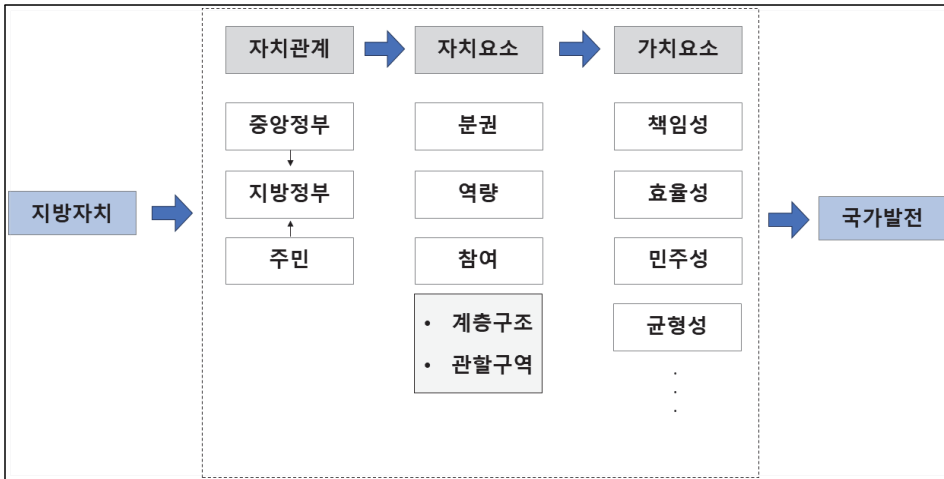 자치관계
자치요소
가치요소
중앙정부
분권
책임성
지방자치
지방정부
역량
효율성
국가발전
주민
참여
민주성
• 계층구조
• 관할구역
균형성
.
.
.